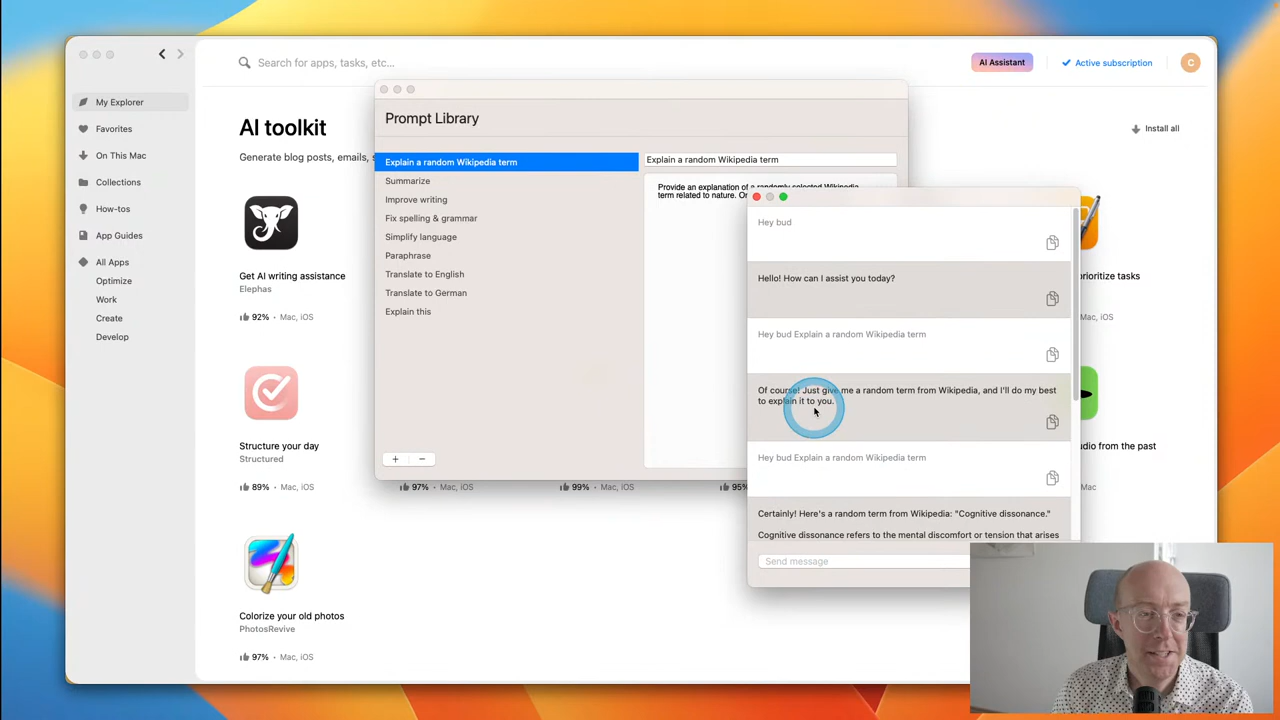 Search for apps, tasks, etc...
AI Assistant
Active subscription
C
My Explorer
Favorites
On This Mac
Collections
How-tos
App Guides
All Apps
Optimize
Work
Create
Develop
AI toolkit
Generate blog posts, emails, s
Install all
Get AI writing assistance
Elephas
92% • Mac, iOS
rioritize tasks
Mac, iOS
Structure your day
Structured
89% • Mac, iOS
97% • Mac, iOS
99% • Mac, iOS
95%
udio from the past
Mac
Colorize your old photos
PhotosRevive
97% • Mac, iOS
Prompt Library
Explain a random Wikipedia term
Summarize
Improve writing
Fix spelling & grammar
Simplify language
Paraphrase
Translate to English
Translate to German
Explain this
+ −
Explain a random Wikipedia term
Provide an explanation of a randomly selected Wikipedia
term related to nature. Or
Hey bud
Hello! How can I assist you today?
Hey bud Explain a random Wikipedia term
Of course! Just give me a random term from Wikipedia, and I'll do my best
to explain it to you.
Hey bud Explain a random Wikipedia term
Certainly! Here's a random term from Wikipedia: "Cognitive dissonance."
Cognitive dissonance refers to the mental discomfort or tension that arises
Send message